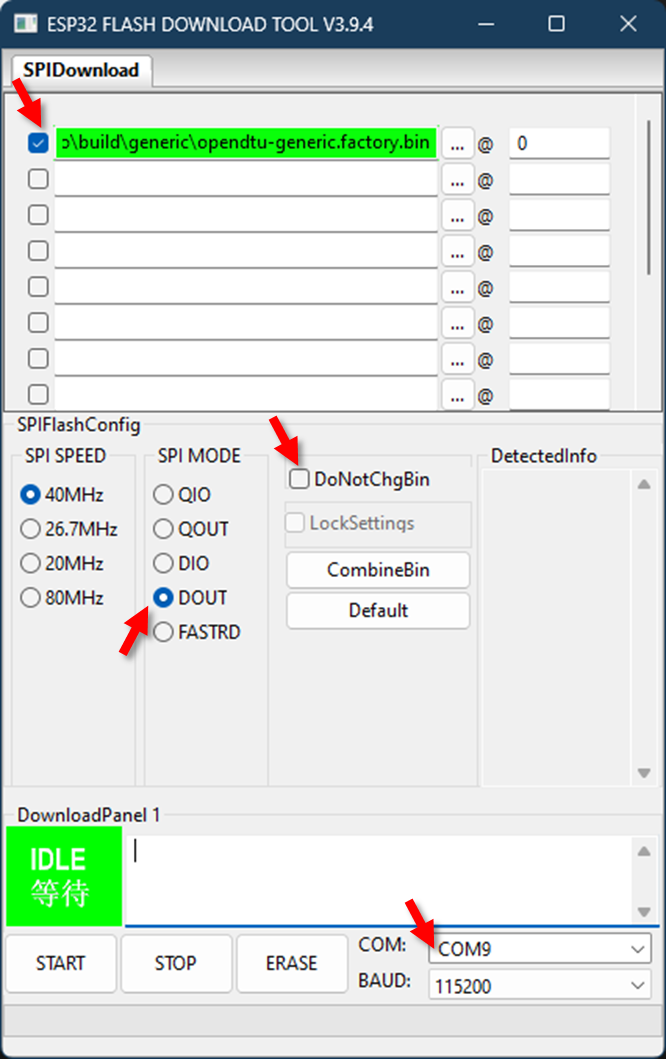 ESP32 FLASH DOWNLOAD TOOL V3.9.4
SPIDownload
ɔ\build\generic\opendtu-generic.factory.bin ... @ 0
... @
... @
... @
... @
... @
... @
... @
SPIFlashConfig
SPI SPEED
40MHz
26.7MHz
20MHz
80MHz
SPI MODE
QIO
QOUT
DIO
DOUT
FASTRD
DoNotChgBin
LockSettings
CombineBin
Default
DetectedInfo
DownloadPanel 1
IDLE
等待
START
STOP
ERASE
COM: COM9
BAUD: 115200